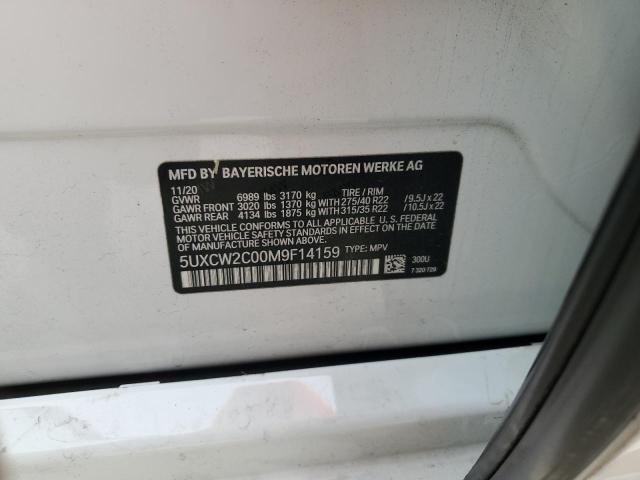 MFD BY BAYERISCHE MOTOREN WERKE AG
11/20
GVWR 6989 lbs 3170 kg TIRE / RIM
GAWR FRONT 3020 lbs 1370 kg WITH 275/40 R22 / 9.5J x 22
GAWR REAR 4134 lbs 1875 kg WITH 315/35 R22 / 10.5J x 22
THIS VEHICLE CONFORMS TO ALL APPLICABLE U.S. FEDERAL
MOTOR VEHICLE SAFETY STANDARDS IN EFFECT ON THE DATE
OF MANUFACTURE SHOWN ABOVE.
5UXCW2C00M9F14159 TYPE: MPV
300U
7 320 729